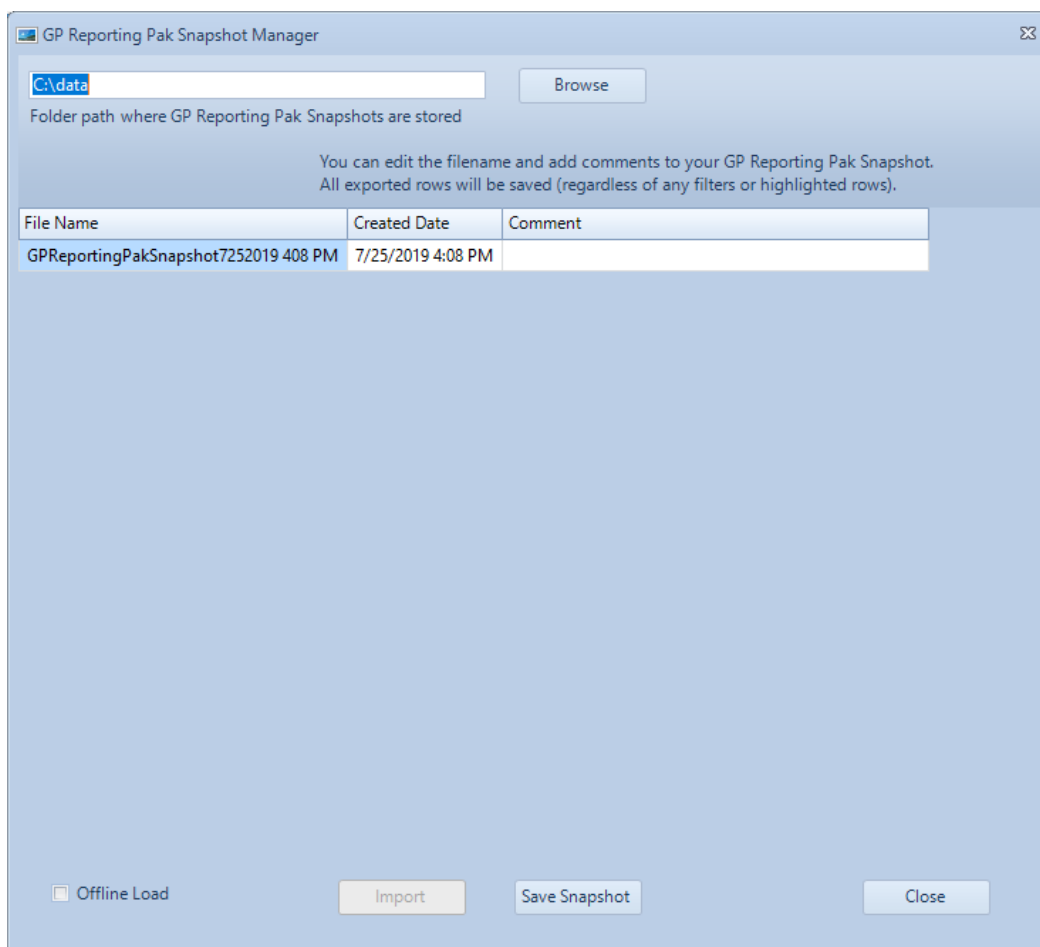 GP Reporting Pak Snapshot Manager
C:\data
Browse
Folder path where GP Reporting Pak Snapshots are stored
You can edit the filename and add comments to your GP Reporting Pak Snapshot.
All exported rows will be saved (regardless of any filters or highlighted rows).
File Name Created Date Comment
GPReportingPakSnapshot7252019 408 PM 7/25/2019 4:08 PM
Offline Load Import Save Snapshot Close